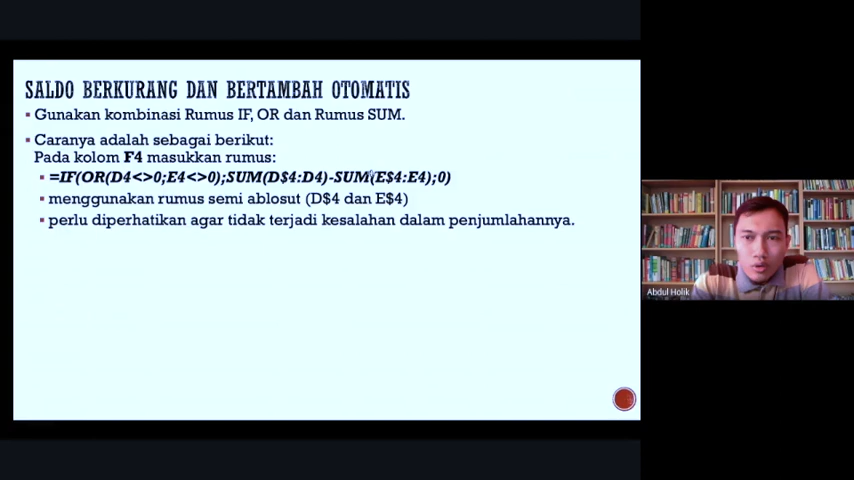 SALDO BERKURANG DAN BERTAMBAH OTOMATIS
▪ Gunakan kombinasi Rumus IF, OR dan Rumus SUM.
▪ Caranya adalah sebagai berikut:
Pada kolom F4 masukkan rumus:
▪ =IF(OR(D4<>0;E4<>0);SUM(D$4:D4)-SUM(E$4:E4);0)
▪ menggunakan rumus semi ablosut (D$4 dan E$4)
▪ perlu diperhatikan agar tidak terjadi kesalahan dalam penjumlahannya.
Abdul Holik